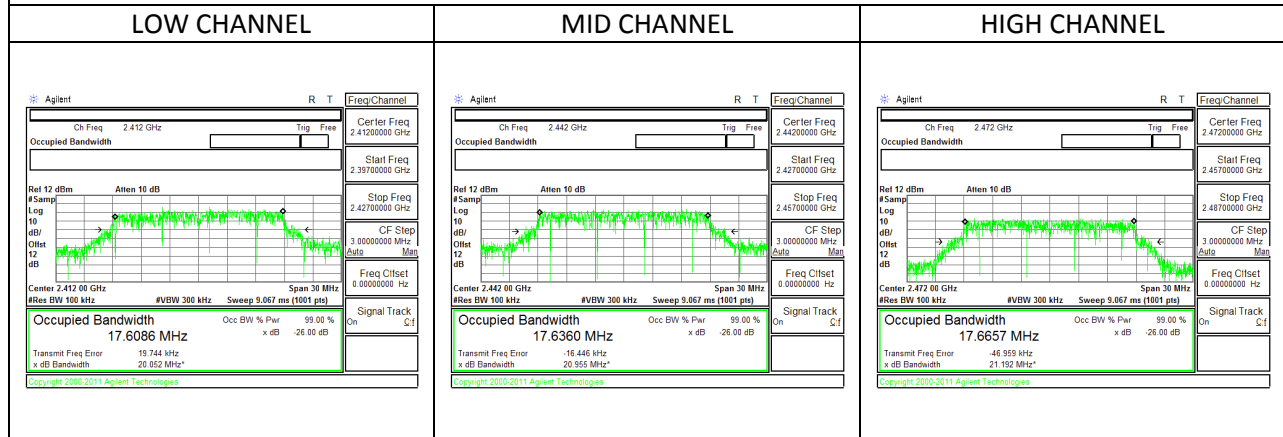 LOW CHANNEL
MID CHANNEL
HIGH CHANNEL
Agilent R T Freq/Channel
Ch Freq 2.412 GHz Trig Free
Occupied Bandwidth
Center Freq
2.41200000 GHz
Start Freq
2.39700000 GHz
Stop Freq
2.42700000 GHz
CF Step
3.00000000 MHz
Auto Man
Freq Offset
0.00000000 Hz
Signal Track
On Off
Ref 12 dBm Atten 10 dB
#Samp
Log
10
dB/
Offst
12
dB
Center 2.412 00 GHz Span 30 MHz
#Res BW 100 kHz #VBW 300 kHz Sweep 9.067 ms (1001 pts)
Occupied Bandwidth Occ BW % Pwr 99.00 %
17.6086 MHz x dB -26.00 dB
Transmit Freq Error 19.744 kHz
x dB Bandwidth 20.052 MHz*
Copyright 2000-2011 Agilent Technologies
Agilent R T Freq/Channel
Ch Freq 2.442 GHz Trig Free
Occupied Bandwidth
Center Freq
2.44200000 GHz
Start Freq
2.42700000 GHz
Stop Freq
2.45700000 GHz
CF Step
3.00000000 MHz
Auto Man
Freq Offset
0.00000000 Hz
Signal Track
On Off
Ref 12 dBm Atten 10 dB
#Samp
Log
10
dB/
Offst
12
dB
Center 2.442 00 GHz Span 30 MHz
#Res BW 100 kHz #VBW 300 kHz Sweep 9.067 ms (1001 pts)
Occupied Bandwidth Occ BW % Pwr 99.00 %
17.6360 MHz x dB -26.00 dB
Transmit Freq Error -16.446 kHz
x dB Bandwidth 20.955 MHz*
Copyright 2000-2011 Agilent Technologies
Agilent R T Freq/Channel
Ch Freq 2.472 GHz Trig Free
Occupied Bandwidth
Center Freq
2.47200000 GHz
Start Freq
2.45700000 GHz
Stop Freq
2.48700000 GHz
CF Step
3.00000000 MHz
Auto Man
Freq Offset
0.00000000 Hz
Signal Track
On Off
Ref 12 dBm Atten 10 dB
#Samp
Log
10
dB/
Offst
12
dB
Center 2.472 00 GHz Span 30 MHz
#Res BW 100 kHz #VBW 300 kHz Sweep 9.067 ms (1001 pts)
Occupied Bandwidth Occ BW % Pwr 99.00 %
17.6657 MHz x dB -26.00 dB
Transmit Freq Error -46.959 kHz
x dB Bandwidth 21.192 MHz*
Copyright 2000-2011 Agilent Technologies